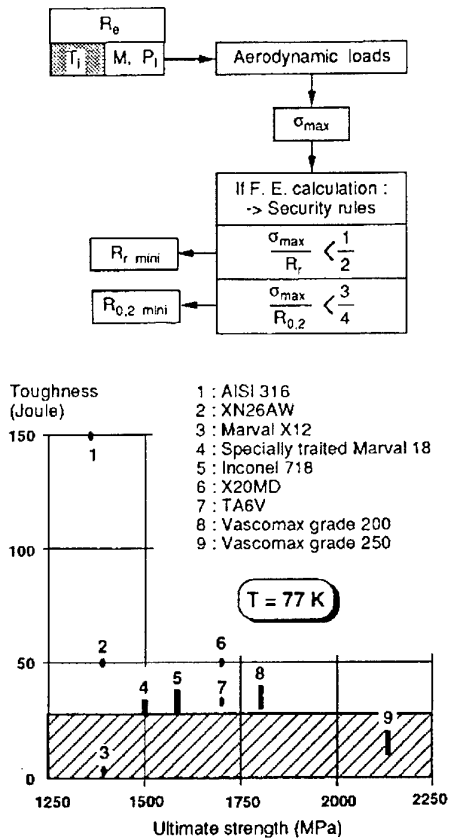 Re
Ti M, Pi
Aerodynamic loads
σmax
If F. E. calculation :
-> Security rules
σmax / Rr < 1 / 2
Rr mini
σmax / R0,2 < 3 / 4
R0,2 mini
Toughness
(Joule)
1 : AISI 316
2 : XN26AW
3 : Marval X12
4 : Specially traited Marval 18
5 : Inconel 718
6 : X20MD
7 : TA6V
8 : Vascomax grade 200
9 : Vascomax grade 250
T = 77 K
150
100
50
0
1
2
3
4
5
6
7
8
9
1250 1500 1750 2000 2250
Ultimate strength (MPa)